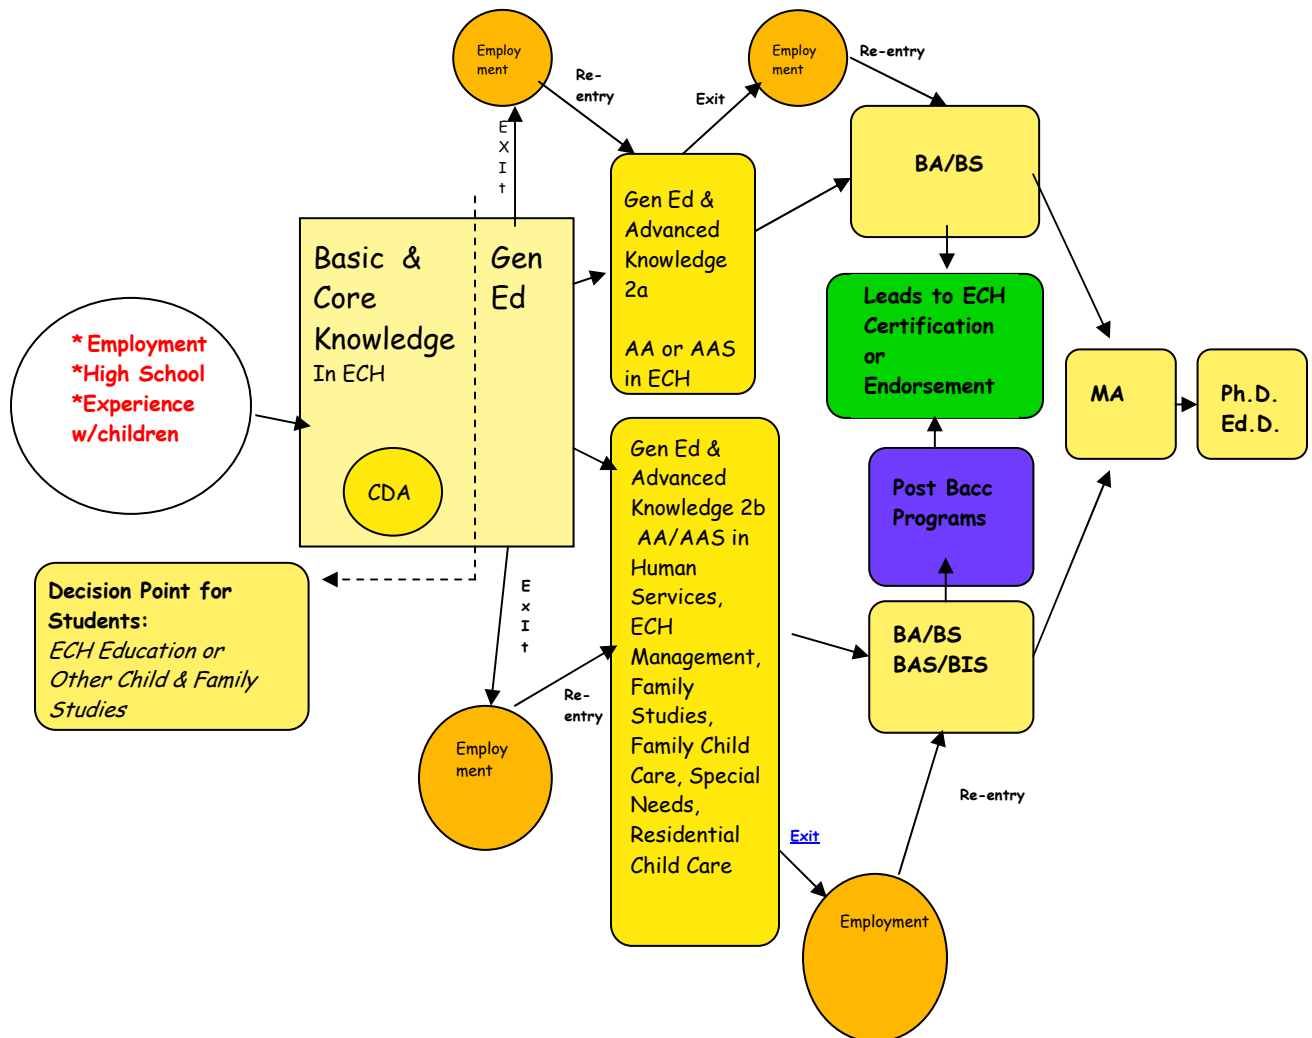 Employ
ment
Re-
entry
E
X
I
t
Exit
Employ
ment
Re-entry
BA/BS
Gen Ed &
Advanced
Knowledge
2a
AA or AAS
in ECH
Basic &
Core
Knowledge
In ECH
Gen
Ed
CDA
* Employment
*High School
*Experience
w/children
Leads to ECH
Certification
or
Endorsement
MA
Ph.D.
Ed.D.
Post Bacc
Programs
Gen Ed &
Advanced
Knowledge 2b
AA/AAS in
Human
Services,
ECH
Management,
Family
Studies,
Family Child
Care, Special
Needs,
Residential
Child Care
Decision Point for
Students:
ECH Education or
Other Child & Family
Studies
E
x
I
t
Re-
entry
Employ
ment
BA/BS
BAS/BIS
Re-entry
Exit
Employment